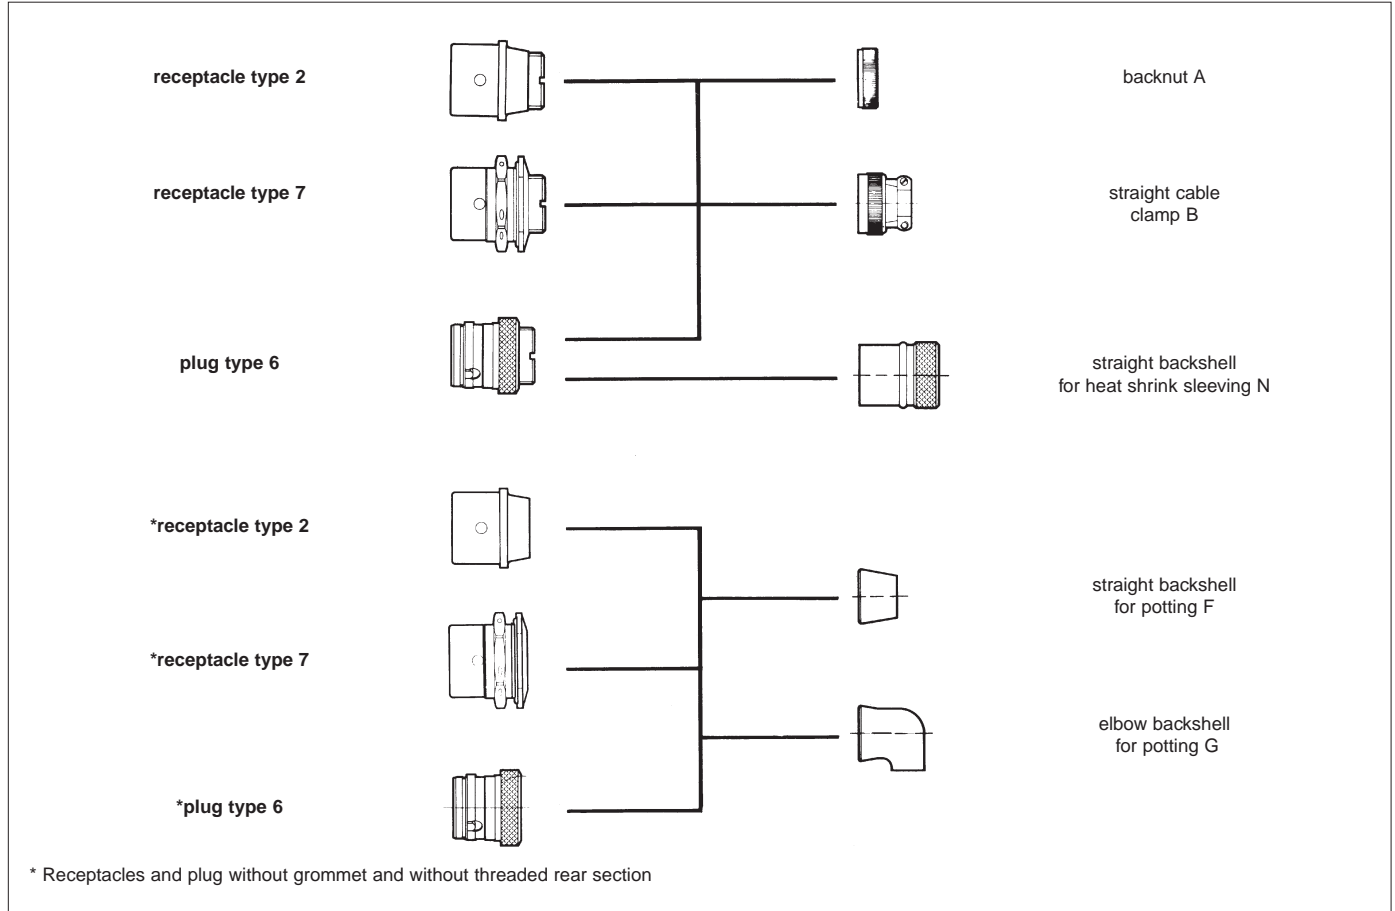 receptacle type 2
backnut A
receptacle type 7
straight cable
clamp B
plug type 6
straight backshell
for heat shrink sleeving N
*receptacle type 2
straight backshell
for potting F
*receptacle type 7
elbow backshell
for potting G
*plug type 6
* Receptacles and plug without grommet and without threaded rear section